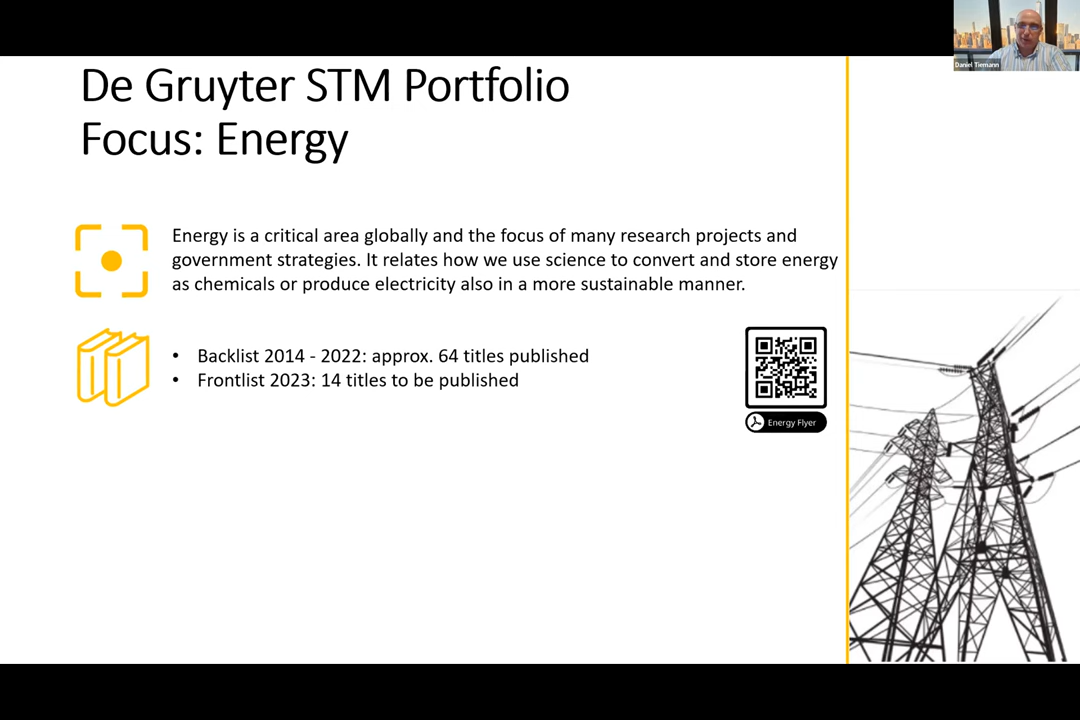 Daniel Tiemann
De Gruyter STM Portfolio
Focus: Energy
Energy is a critical area globally and the focus of many research projects and
government strategies. It relates how we use science to convert and store energy
as chemicals or produce electricity also in a more sustainable manner.
• Backlist 2014 - 2022: approx. 64 titles published
• Frontlist 2023: 14 titles to be published
Energy Flyer